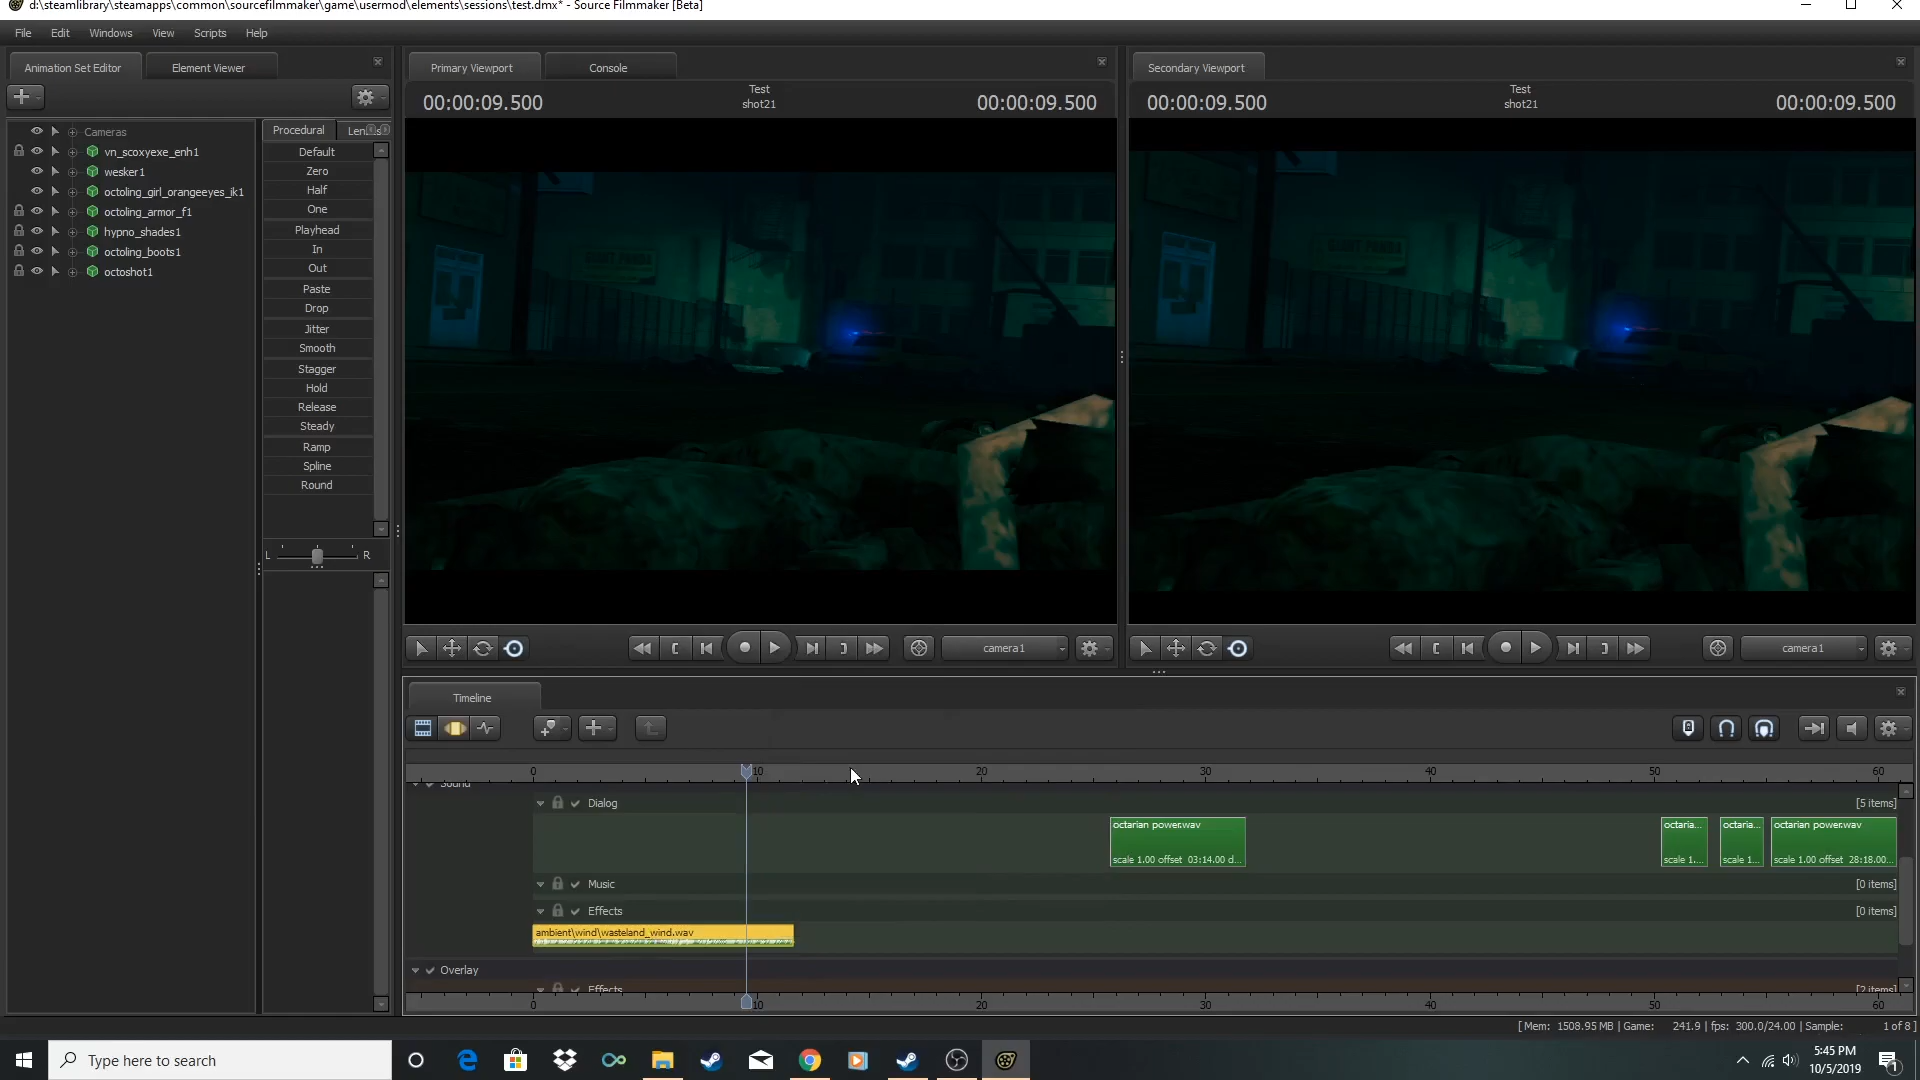 d:\steamlibrary\steamapps\common\sourcefilmmaker\game\usermod\elements\sessions\test.dmx* - Source Filmmaker [Beta]
File Edit Windows View Scripts Help
Animation Set Editor
Element Viewer
Cameras
vn_scoxyexe_enh1
wesker1
octoling_girl_orangeeyes_ik1
octoling_armor_f1
hypno_shades1
octoling_boots1
octoshot1
Procedural
Default
Zero
Half
One
Playhead
In
Out
Paste
Drop
Jitter
Smooth
Stagger
Hold
Release
Steady
Ramp
Spline
Round
L R
Primary Viewport
Console
00:00:09.500
Test
shot21
00:00:09.500
camera1
Secondary Viewport
00:00:09.500
Test
shot21
00:00:09.500
camera1
Timeline
0 10 20 30 40 50 60
Sound
Dialog [5 items]
octarian power.wav
scale 1.00 offset 03:14.00 d...
octaria...
scale 1....
octaria...
scale 1...
octarian power.wav
scale 1.00 offset 28:18.00...
Music [0 items]
Effects [0 items]
ambient\wind\wasteland_wind.wav
Overlay
Effects [2 items]
0 10 20 30 40 50 60
[ Mem: 1508.95 MB | Game: 241.9 | fps: 300.0/24.00 | Sample: 1 of 8 ]
Type here to search
5:45 PM
10/5/2019
1